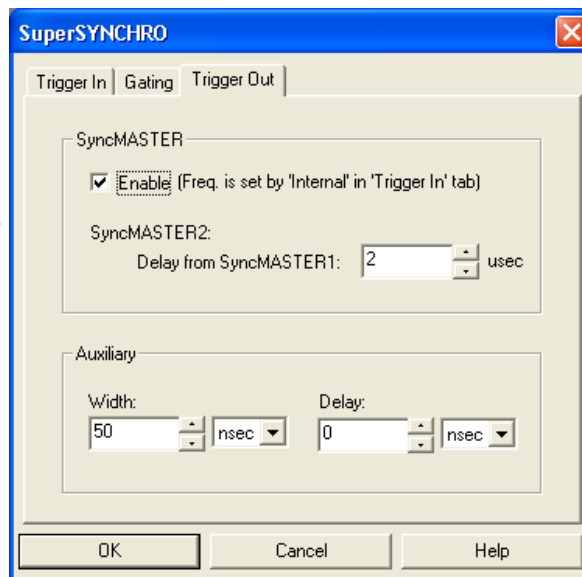 SuperSYNCHRO
Trigger In Gating Trigger Out
SyncMASTER
Enable (Freq. is set by 'Internal' in 'Trigger In' tab)
SyncMASTER2:
Delay from SyncMASTER1: 2 usec
Auxiliary
Width: Delay:
50 nsec 0 nsec
OK Cancel Help